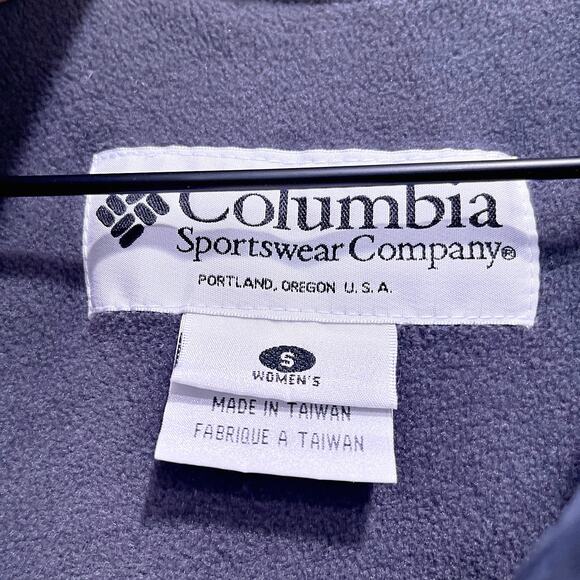 Columbia
Sportswear Company®
PORTLAND, OREGON U.S.A.
S
WOMEN'S
MADE IN TAIWAN
FABRIQUE A TAIWAN